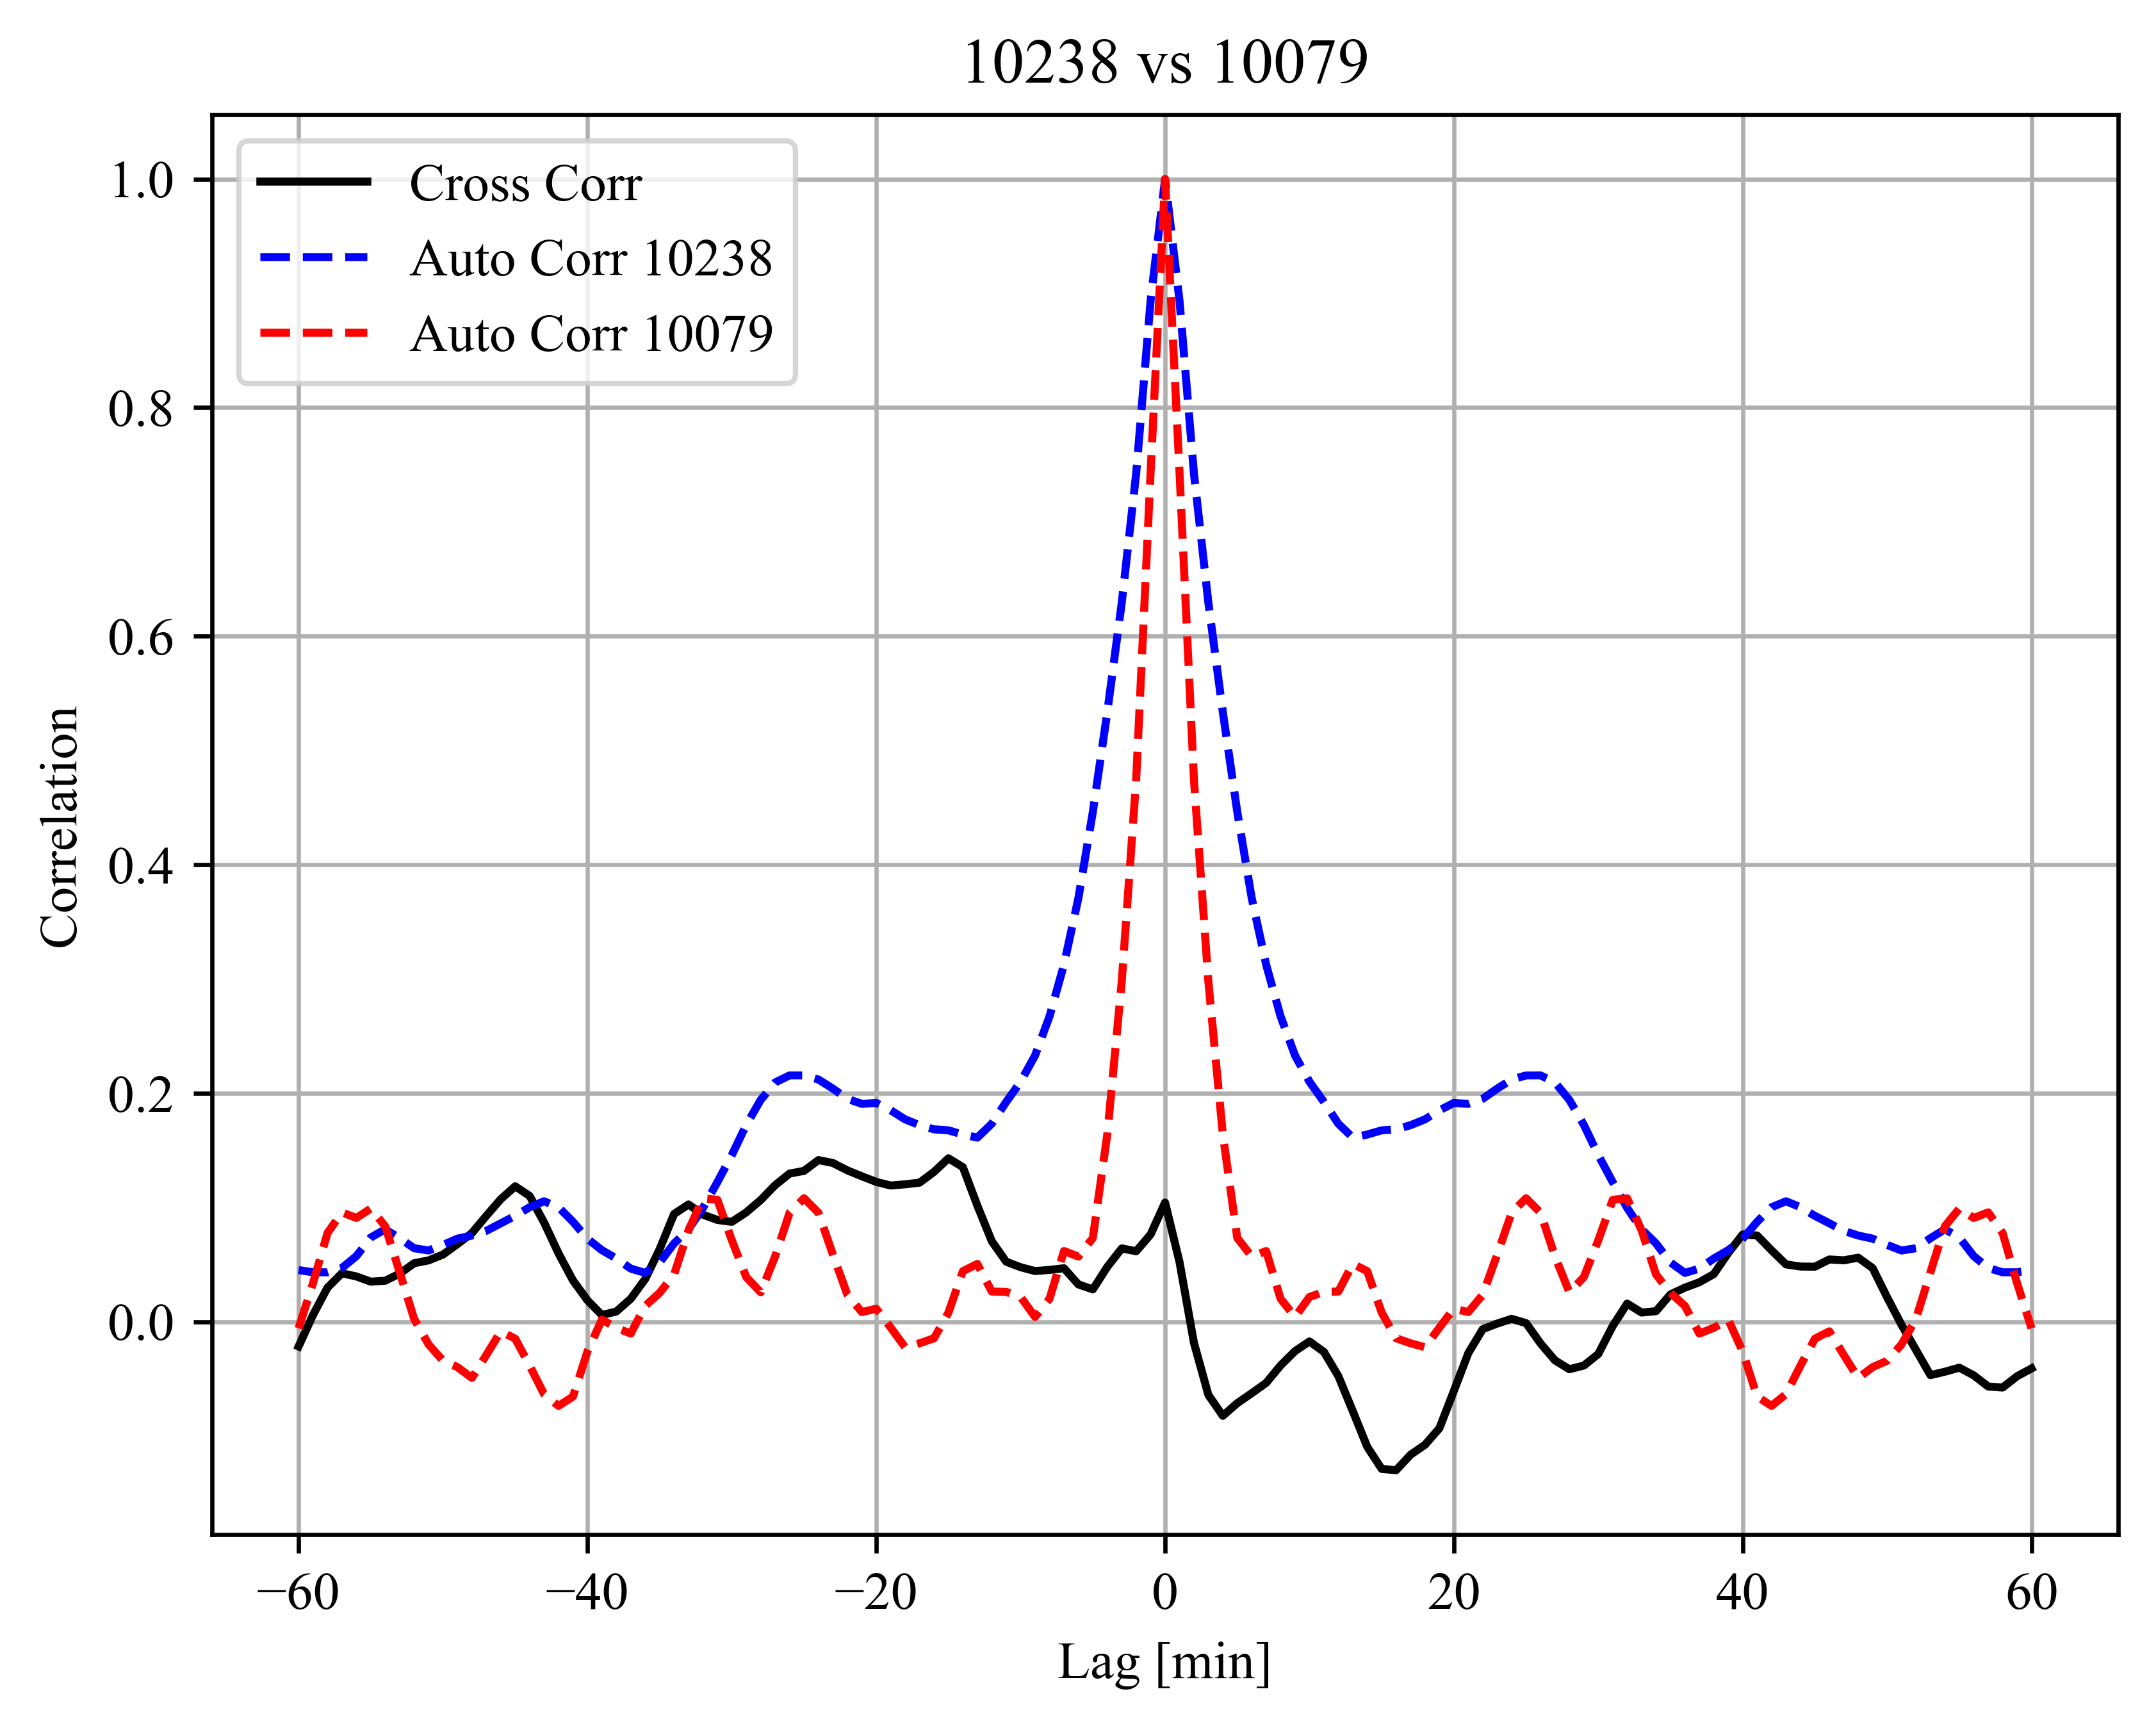 10238 vs 10079
Cross Corr
Auto Corr 10238
Auto Corr 10079
1.0
0.8
0.6
0.4
0.2
0.0
Correlation
−60 −40 −20 0 20 40 60
Lag [min]